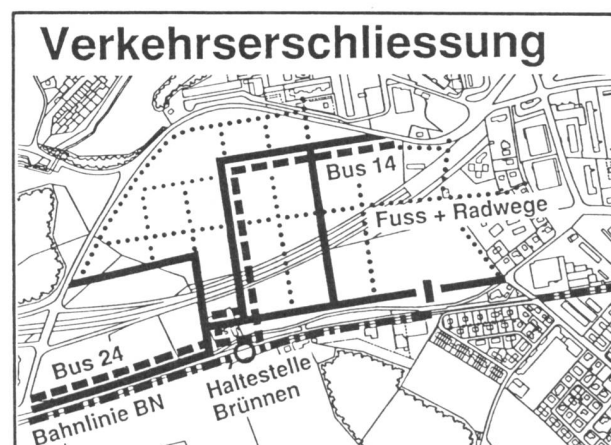 Verkehrserschliessung
Bus 14
Fuss + Radwege
Bus 24
Haltestelle
Brünnen
Bahnlinie BN